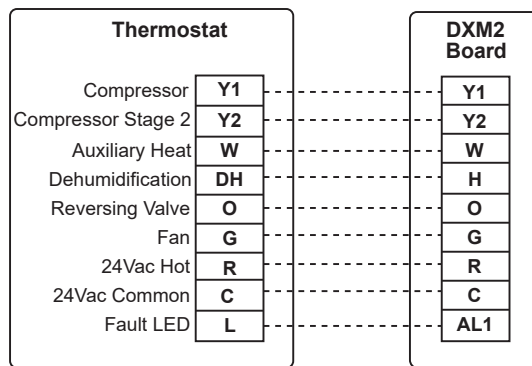 Thermostat
DXM2
Board
Compressor Y1 Y1
Compressor Stage 2 Y2 Y2
Auxiliary Heat W W
Dehumidification DH H
Reversing Valve O O
Fan G G
24Vac Hot R R
24Vac Common C C
Fault LED L AL1